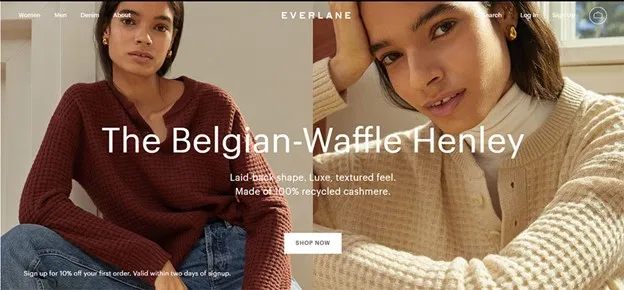 Women Men Denim About EVERLANE Search Log In Sign Up
The Belgian-Waffle Henley
Laid-back shape. Luxe, textured feel.
Made of 100% recycled cashmere.
SHOP NOW
Sign up for 10% off your first order. Valid within two days of signup.